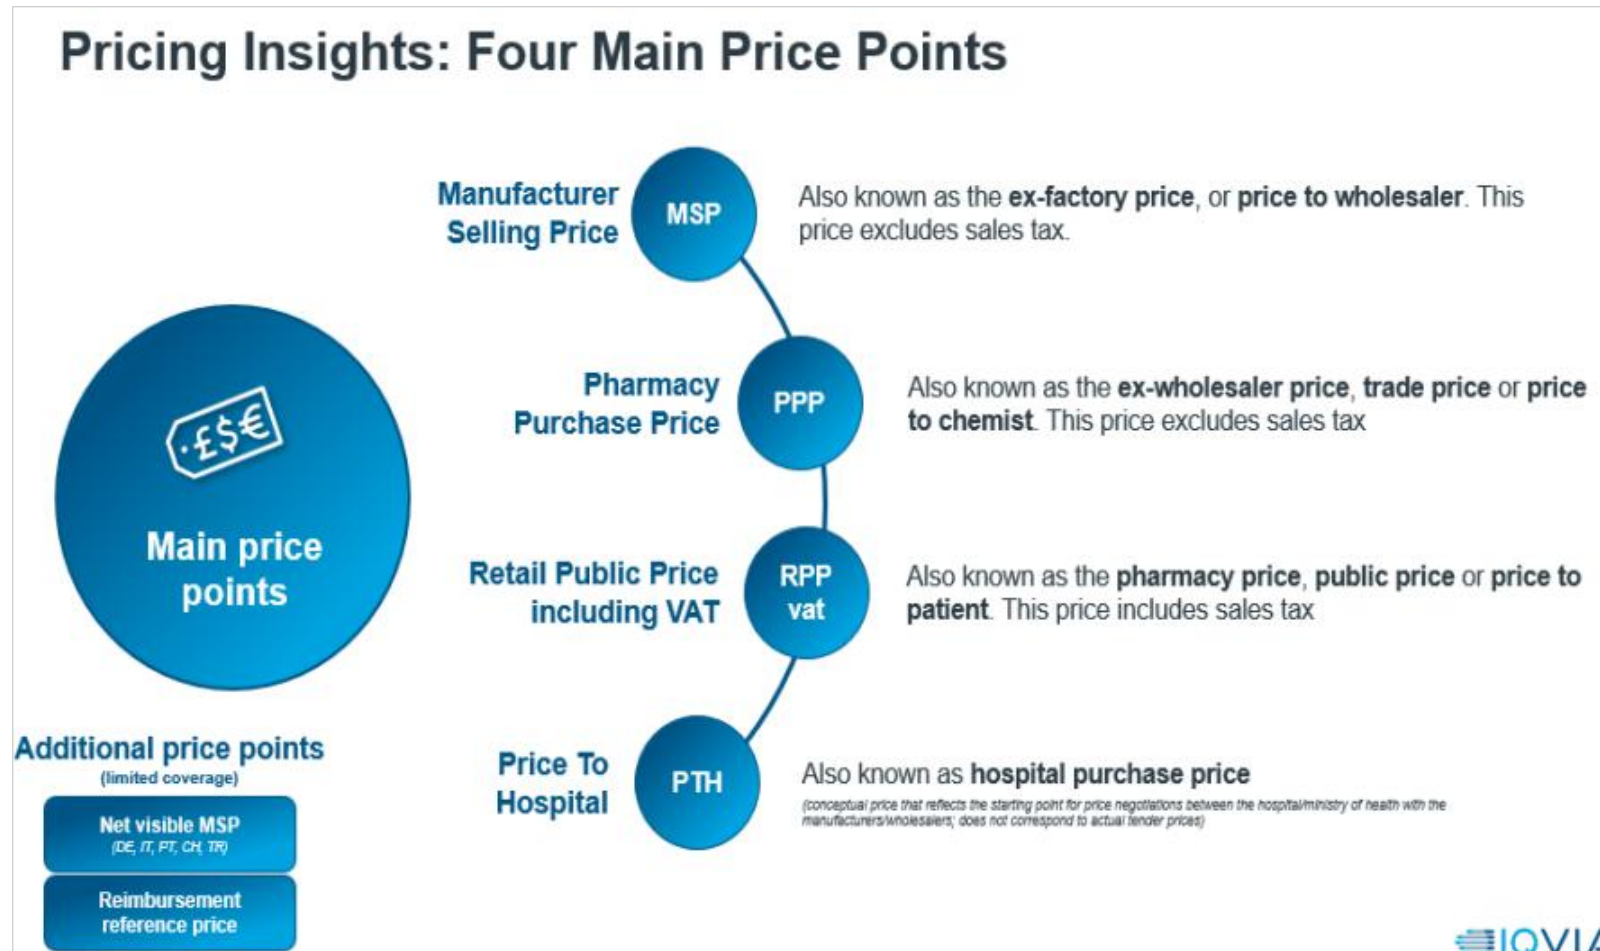 Pricing Insights: Four Main Price Points
Manufacturer
Selling Price
MSP
Also known as the ex-factory price, or price to wholesaler. This
price excludes sales tax.
Pharmacy
Purchase Price
PPP
Also known as the ex-wholesaler price, trade price or price
to chemist. This price excludes sales tax
·£$€
Main price
points
Retail Public Price
including VAT
RPP
vat
Also known as the pharmacy price, public price or price to
patient. This price includes sales tax
Price To
Hospital
PTH
Also known as hospital purchase price
(conceptual price that reflects the starting point for price negotiations between the hospital/ministry of health with the
manufacturers/wholesalers; does not correspond to actual tender prices)
Additional price points
(limited coverage)
Net visible MSP
(DE, IT, PT, CH, TR)
Reimbursement
reference price
IQVIA